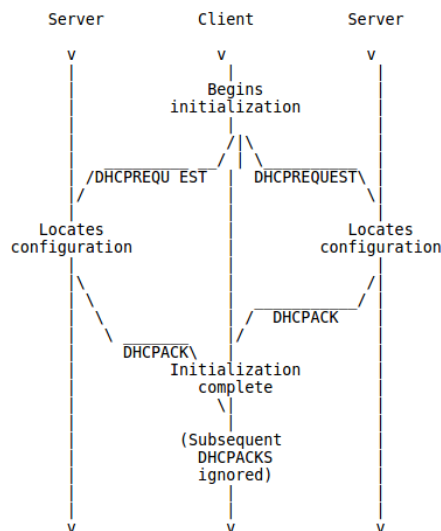 Server Client Server
v v v
Begins
initialization
DHCPREQU EST DHCPREQUEST
Locates Locates
configuration configuration
DHCPACK
DHCPACK
Initialization
complete
(Subsequent
DHCPACKS
ignored)
v v v